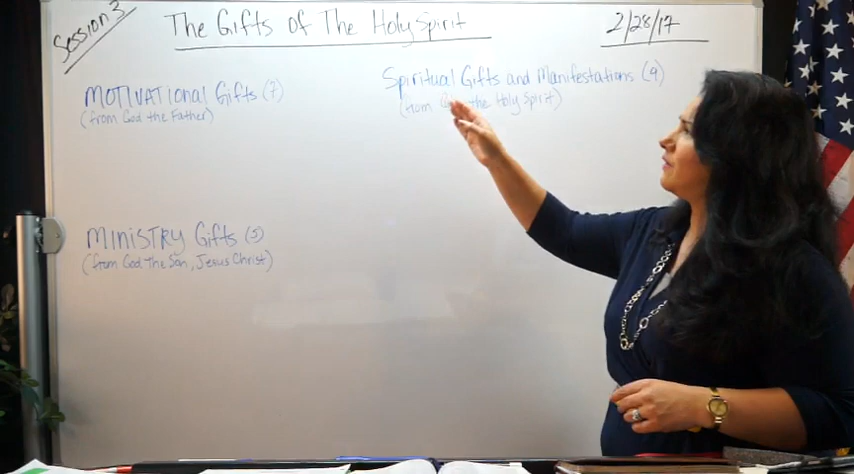 Session 3
The Gifts of The Holy Spirit
2/28/17
MOTIVATIONAL Gifts (7)
(from God the Father)
Spiritual Gifts and Manifestations (9)
(from the Holy Spirit)
MINISTRY Gifts (5)
(from God The Son, Jesus Christ)